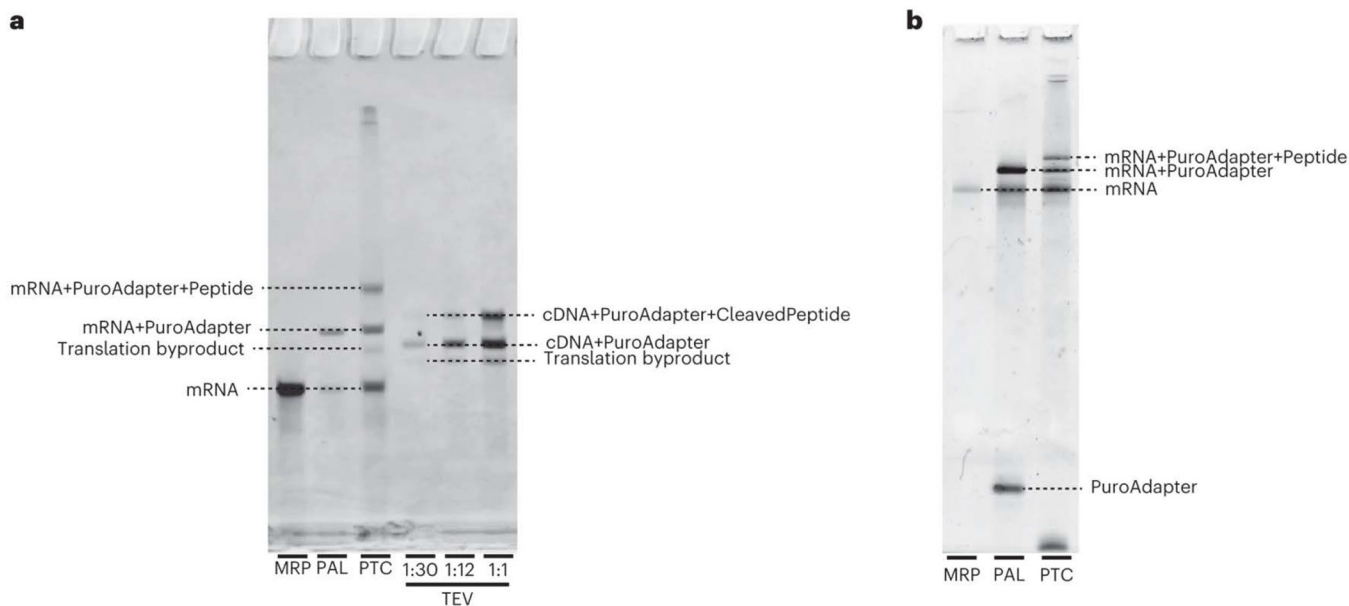 a
mRNA+PuroAdapter+Peptide
mRNA+PuroAdapter
Translation byproduct
mRNA
cDNA+PuroAdapter+CleavedPeptide
cDNA+PuroAdapter
Translation byproduct
MRP PAL PTC 1:30 1:12 1:1
TEV
b
mRNA+PuroAdapter+Peptide
mRNA+PuroAdapter
mRNA
PuroAdapter
MRP PAL PTC